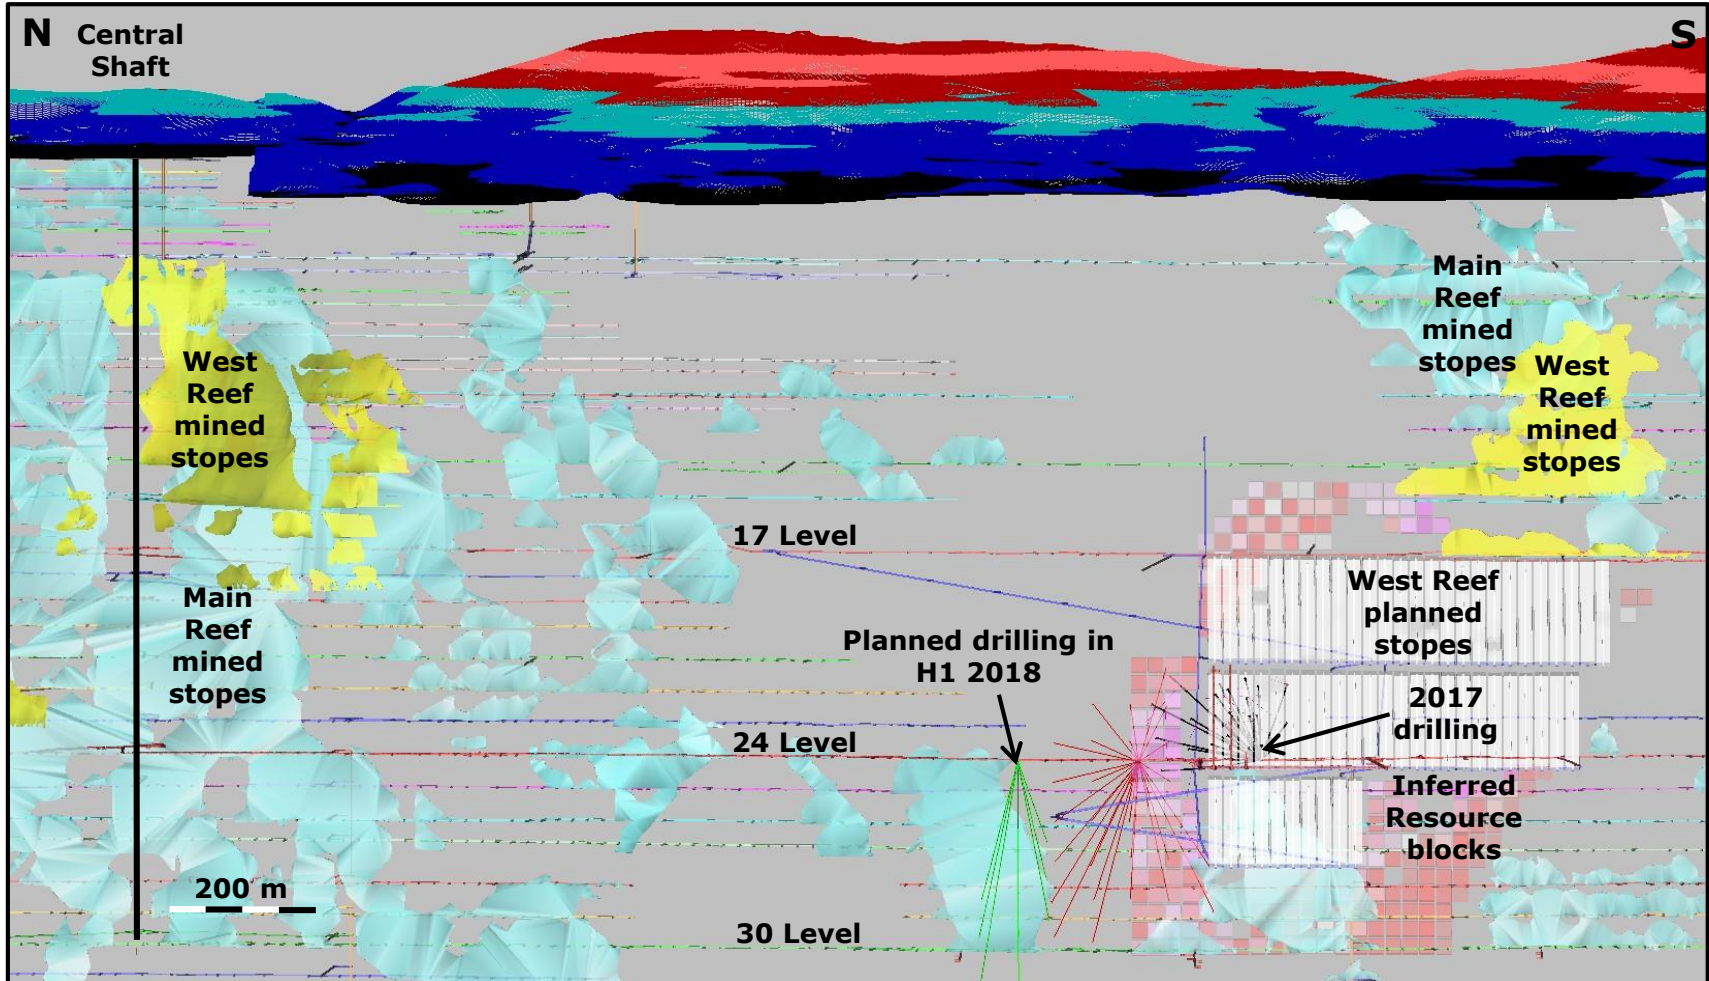 N
Central
Shaft
S
Main
Reef
mined
stopes
West
Reef
mined
stopes
West
Reef
mined
stopes
17 Level
West Reef
planned
stopes
Main
Reef
mined
stopes
Planned drilling in
H1 2018
2017
drilling
24 Level
Inferred
Resource
blocks
200 m
30 Level